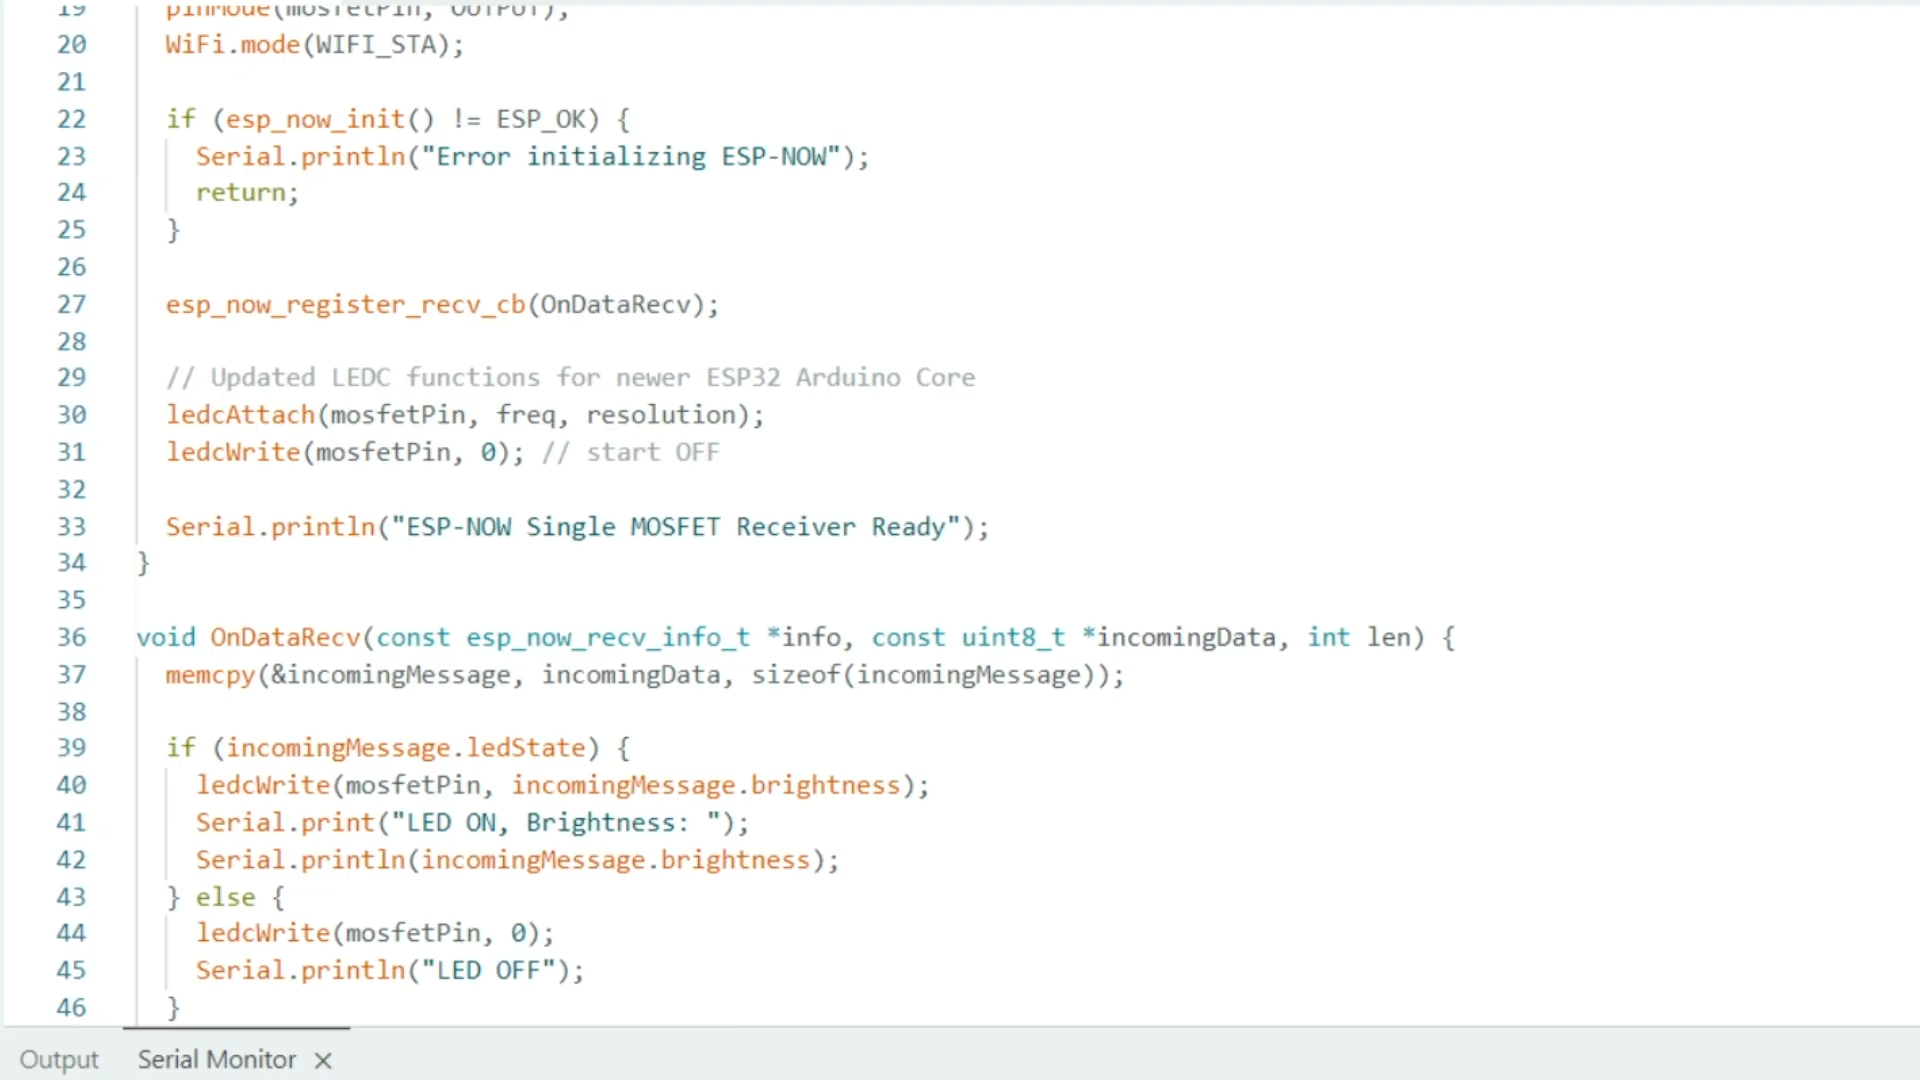 19 pinMode(mosfetPin, OUTPUT);
20 WiFi.mode(WIFI_STA);
21
22 if (esp_now_init() != ESP_OK) {
23 Serial.println("Error initializing ESP-NOW");
24 return;
25 }
26
27 esp_now_register_recv_cb(OnDataRecv);
28
29 // Updated LEDC functions for newer ESP32 Arduino Core
30 ledcAttach(mosfetPin, freq, resolution);
31 ledcWrite(mosfetPin, 0); // start OFF
32
33 Serial.println("ESP-NOW Single MOSFET Receiver Ready");
34 }
35
36 void OnDataRecv(const esp_now_recv_info_t *info, const uint8_t *incomingData, int len) {
37 memcpy(&incomingMessage, incomingData, sizeof(incomingMessage));
38
39 if (incomingMessage.ledState) {
40 ledcWrite(mosfetPin, incomingMessage.brightness);
41 Serial.print("LED ON, Brightness: ");
42 Serial.println(incomingMessage.brightness);
43 } else {
44 ledcWrite(mosfetPin, 0);
45 Serial.println("LED OFF");
46 }
Output Serial Monitor ×